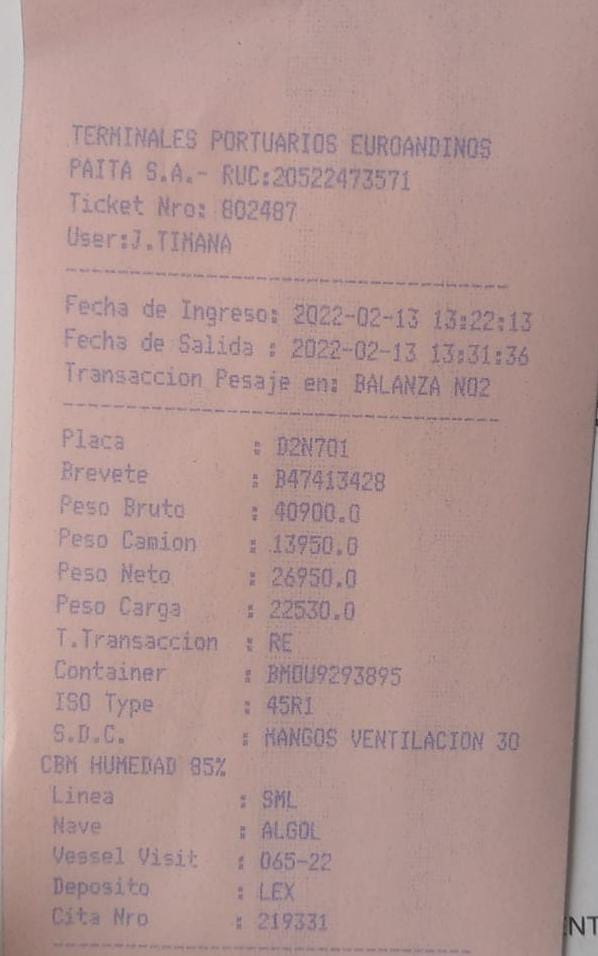 TERMINALES PORTUARIOS EUROANDINOS
PAITA S.A.- RUC:20522473571
Ticket Nro: 802487
User:J.TIMANA
Fecha de Ingreso: 2022-02-13 13:22:13
Fecha de Salida : 2022-02-13 13:31:36
Transaccion Pesaje en: BALANZA NO2
Placa : D2N701
Brevete : B47413428
Peso Bruto : 40900.0
Peso Camion : 13950.0
Peso Neto : 26950.0
Peso Carga : 22530.0
T.Transaccion : RE
Container : BMOU9293895
ISO Type : 45R1
S.D.C. : MANGOS VENTILACION 30
CBM HUMEDAD 85%
Linea : SML
Nave : ALGOL
Vessel Visit : 065-22
Deposito : LEX
Cita Nro : 219331